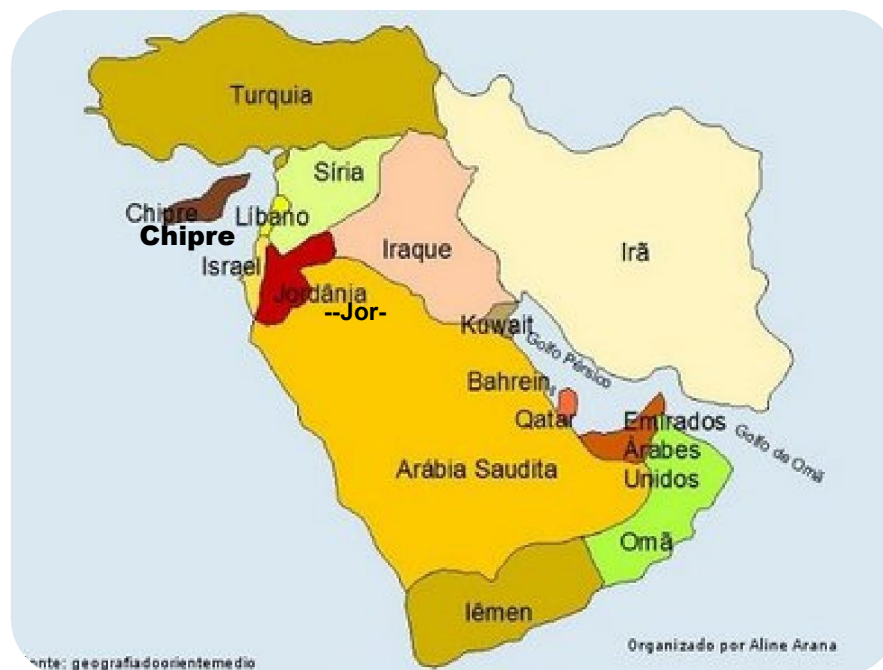 Turquia
Síria
Chipre
Líbano
Chipre
Israel
Iraque
Irã
Jordânia
--Jor-
Kuwait
Golfo Pérsico
Bahrein
Qatar
Emirados
Árabes
Unidos
Golfo de Omã
Arábia Saudita
Omã
Iêmen
Organizado por Aline Arana
onte: geografiadoorientemedio